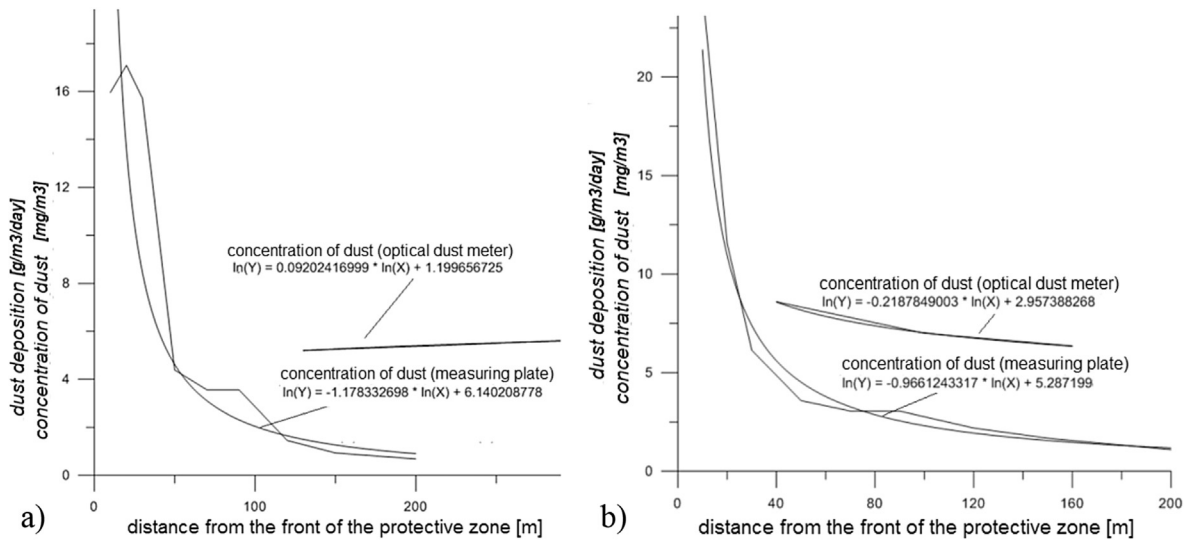 dust deposition [g/m3/day]
concentration of dust [mg/m3]
16
12
8
4
0
concentration of dust (optical dust meter)
ln(Y) = 0.09202416999 * ln(X) + 1.199656725
concentration of dust (measuring plate)
ln(Y) = -1.178332698 * ln(X) + 6.140208778
0 100 200
distance from the front of the protective zone [m]
a)
dust deposition [g/m3/day]
concentration of dust [mg/m3]
20
15
10
5
0
concentration of dust (optical dust meter)
ln(Y) = -0.2187849003 * ln(X) + 2.957388268
concentration of dust (measuring plate)
ln(Y) = -0.9661243317 * ln(X) + 5.287199
0 40 80 120 160 200
distance from the front of the protective zone [m]
b)